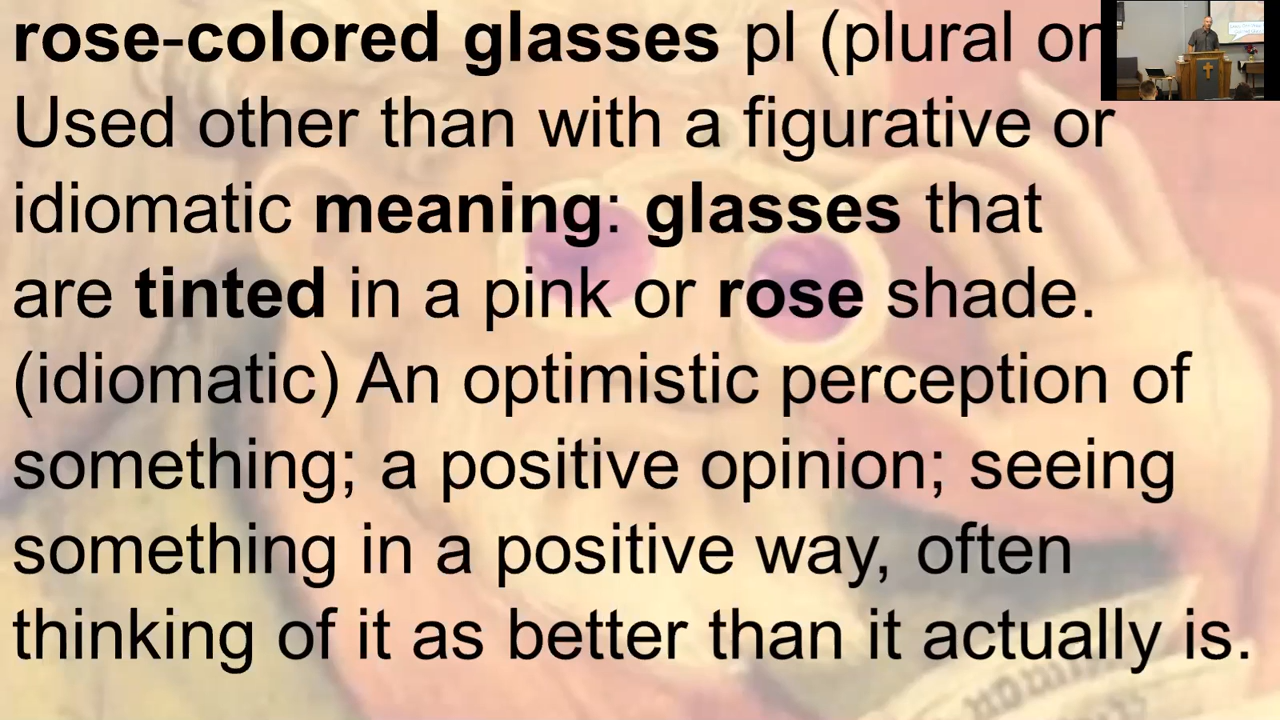 rose-colored glasses pl (plural on
Used other than with a figurative or
idiomatic meaning: glasses that
are tinted in a pink or rose shade.
(idiomatic) An optimistic perception of
something; a positive opinion; seeing
something in a positive way, often
thinking of it as better than it actually is.